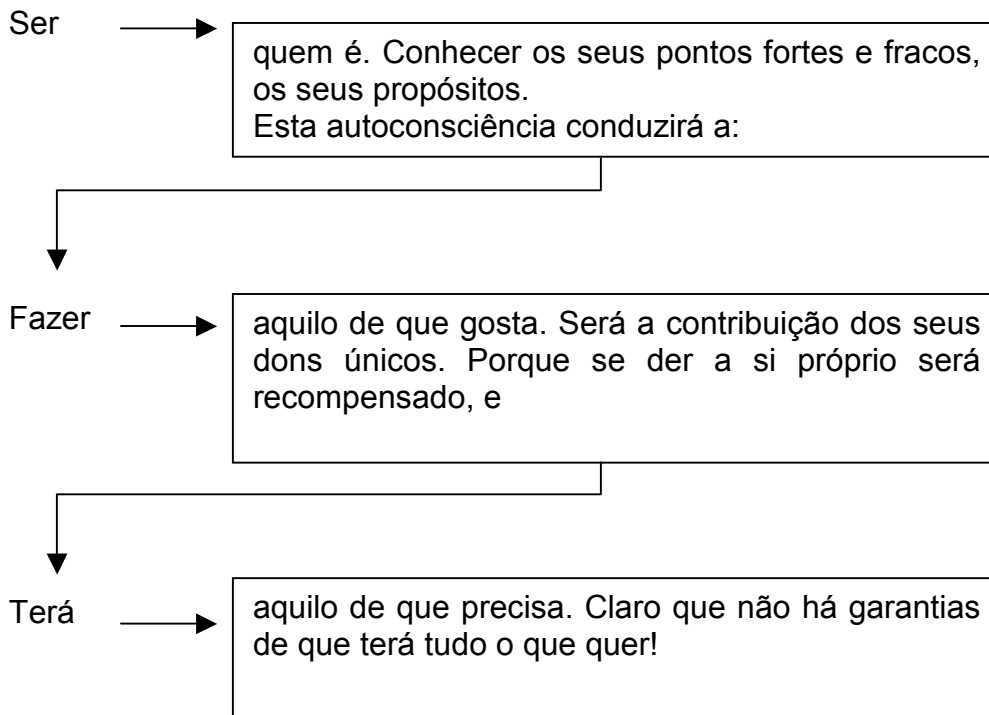 Ser
quem é. Conhecer os seus pontos fortes e fracos,
os seus propósitos.
Esta autoconsciência conduzirá a:
Fazer
aquilo de que gosta. Será a contribuição dos seus
dons únicos. Porque se der a si próprio será
recompensado, e
Terá
aquilo de que precisa. Claro que não há garantias
de que terá tudo o que quer!